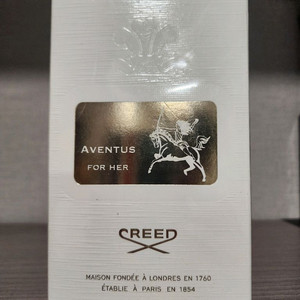 AVENTUS
FOR HER
CREED
MAISON FONDÉE À LONDRES EN 1760
ÉTABLIE À PARIS EN 1854